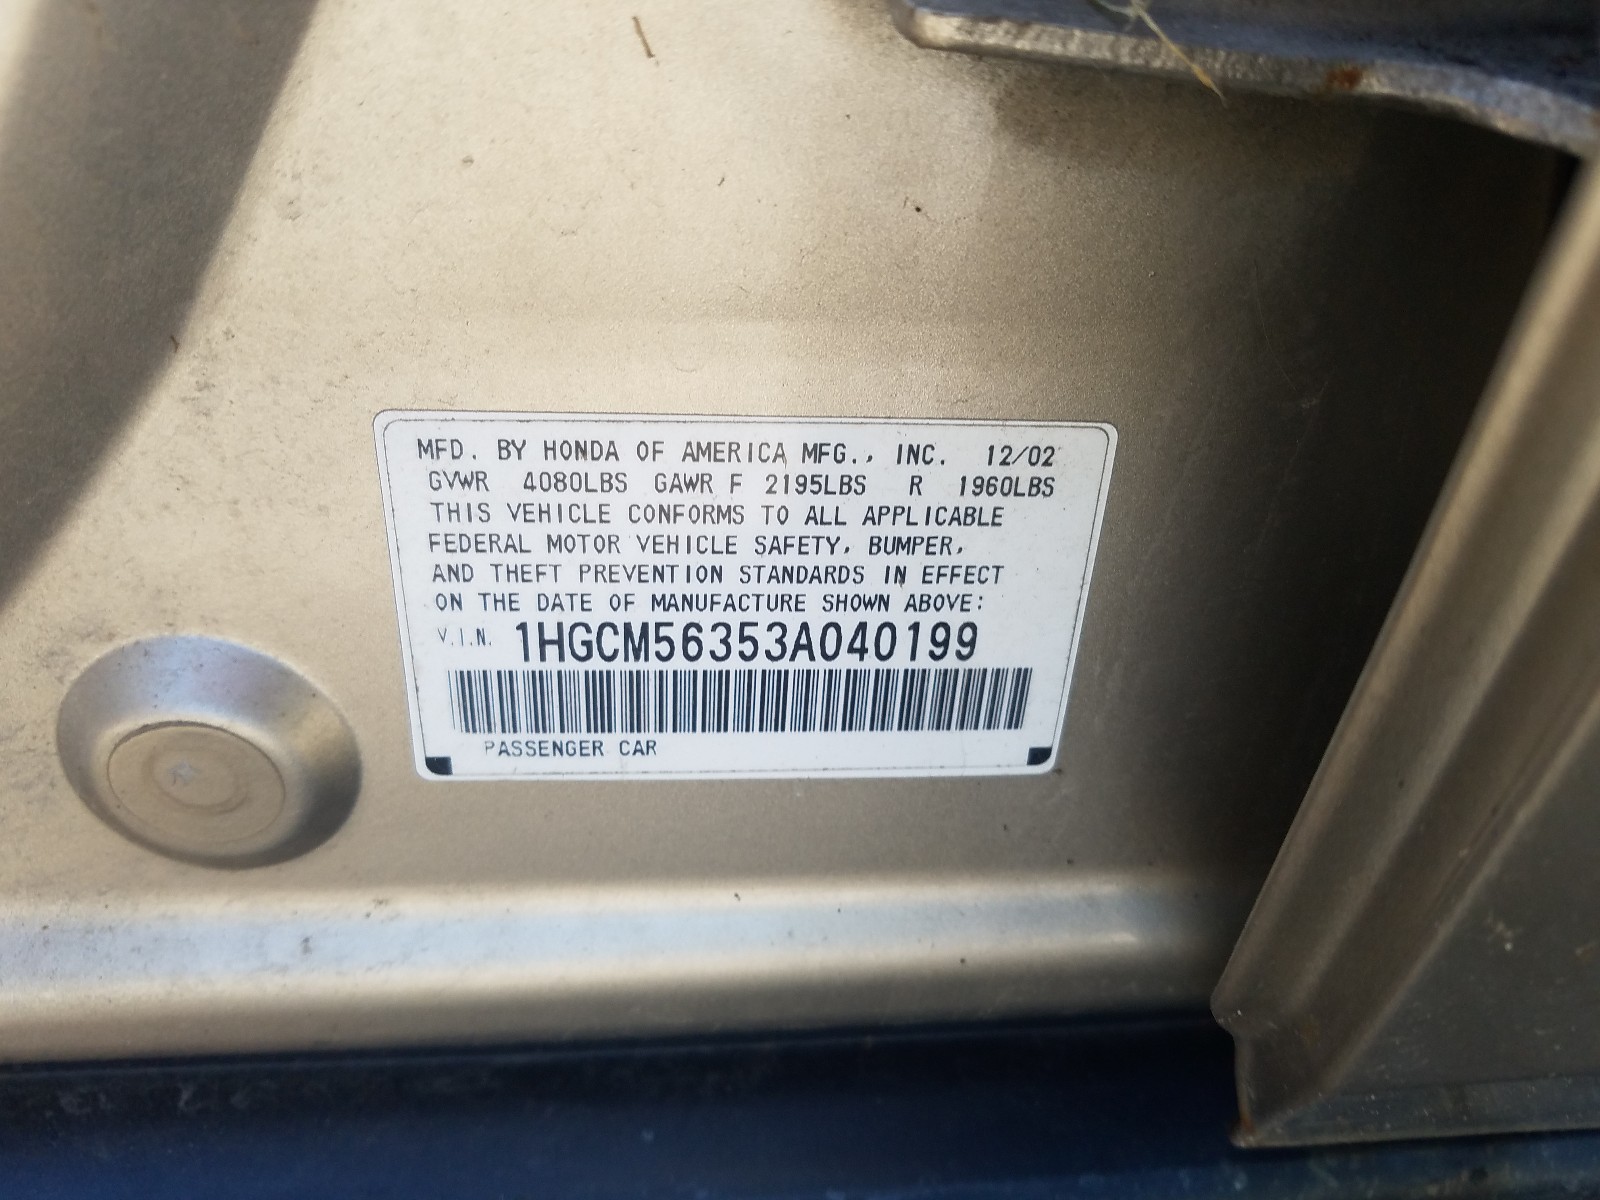 MFD. BY HONDA OF AMERICA MFG., INC. 12/02
GVWR 4080LBS GAWR F 2195LBS R 1960LBS
THIS VEHICLE CONFORMS TO ALL APPLICABLE
FEDERAL MOTOR VEHICLE SAFETY, BUMPER,
AND THEFT PREVENTION STANDARDS IN EFFECT
ON THE DATE OF MANUFACTURE SHOWN ABOVE:
V.I.N. 1HGCM56353A040199
PASSENGER CAR